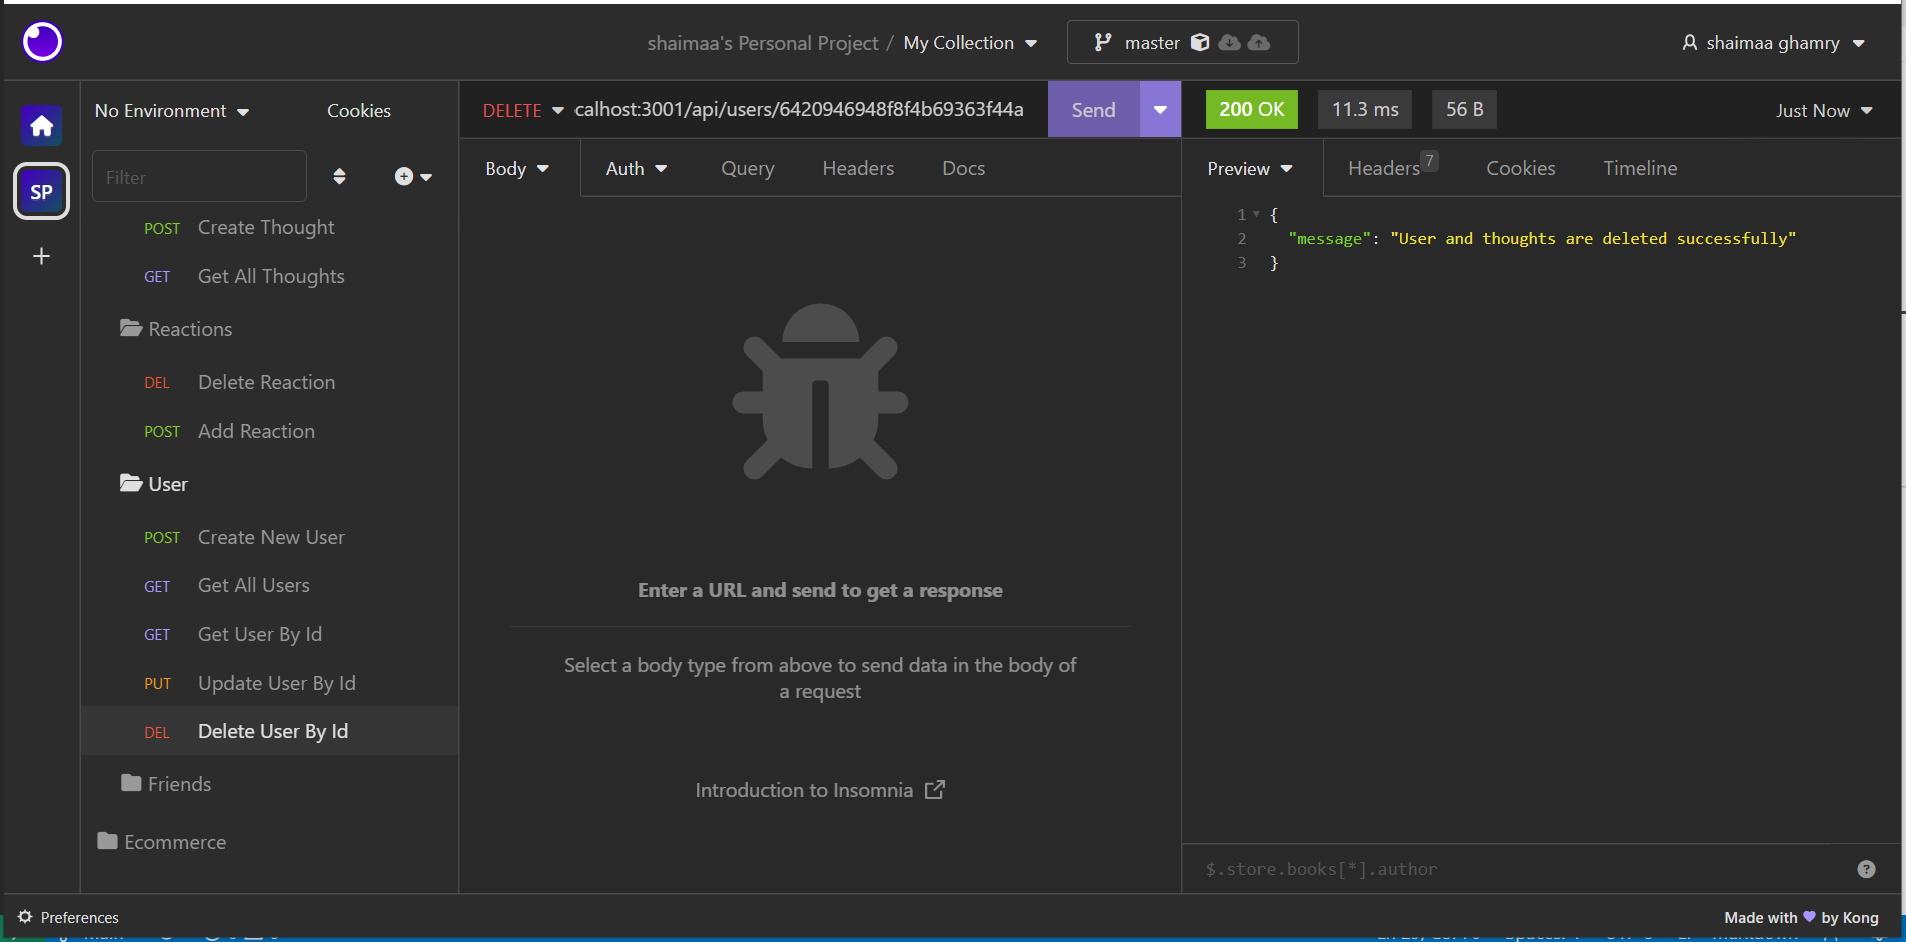 shaimaa's Personal Project / My Collection
master
shaimaa ghamry
No Environment
Cookies
DELETE calhost:3001/api/users/6420946948f8f4b69363f44a
Send
200 OK
11.3 ms
56 B
Just Now
SP
Filter
Body
Auth
Query
Headers
Docs
Preview
Headers 7
Cookies
Timeline
POST Create Thought
GET Get All Thoughts
Reactions
DEL Delete Reaction
POST Add Reaction
User
POST Create New User
GET Get All Users
GET Get User By Id
PUT Update User By Id
DEL Delete User By Id
Friends
Ecommerce
Enter a URL and send to get a response
Select a body type from above to send data in the body of
a request
Introduction to Insomnia
1 {
2 "message": "User and thoughts are deleted successfully"
3 }
$.store.books[*].author
?
Preferences
Made with 💜 by Kong